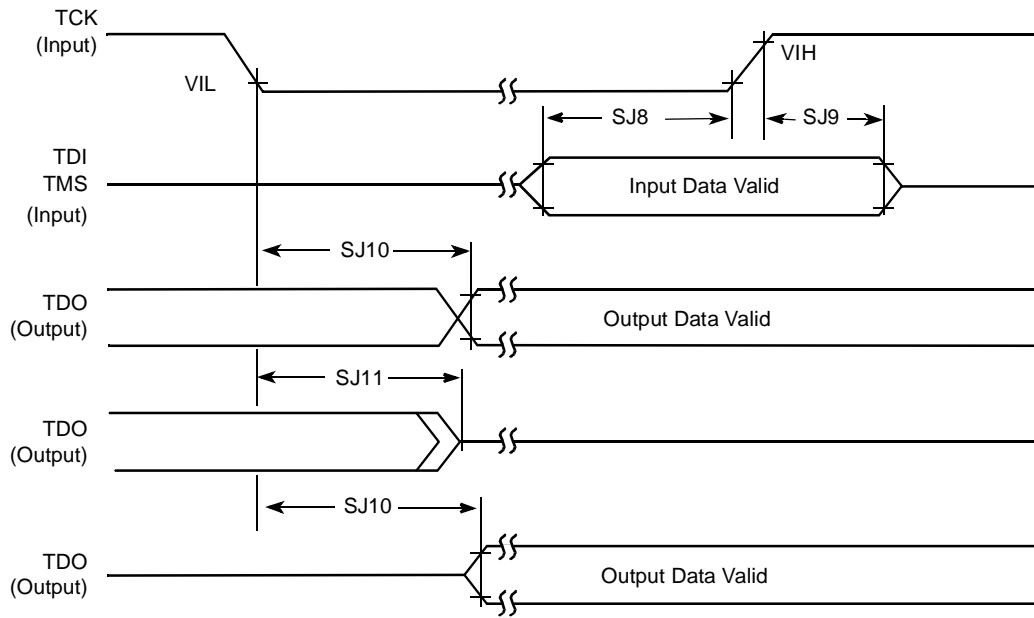 TCK
(Input)
VIL
VIH
SJ8
SJ9
TDI
TMS
(Input)
Input Data Valid
SJ10
TDO
(Output)
Output Data Valid
SJ11
TDO
(Output)
SJ10
TDO
(Output)
Output Data Valid